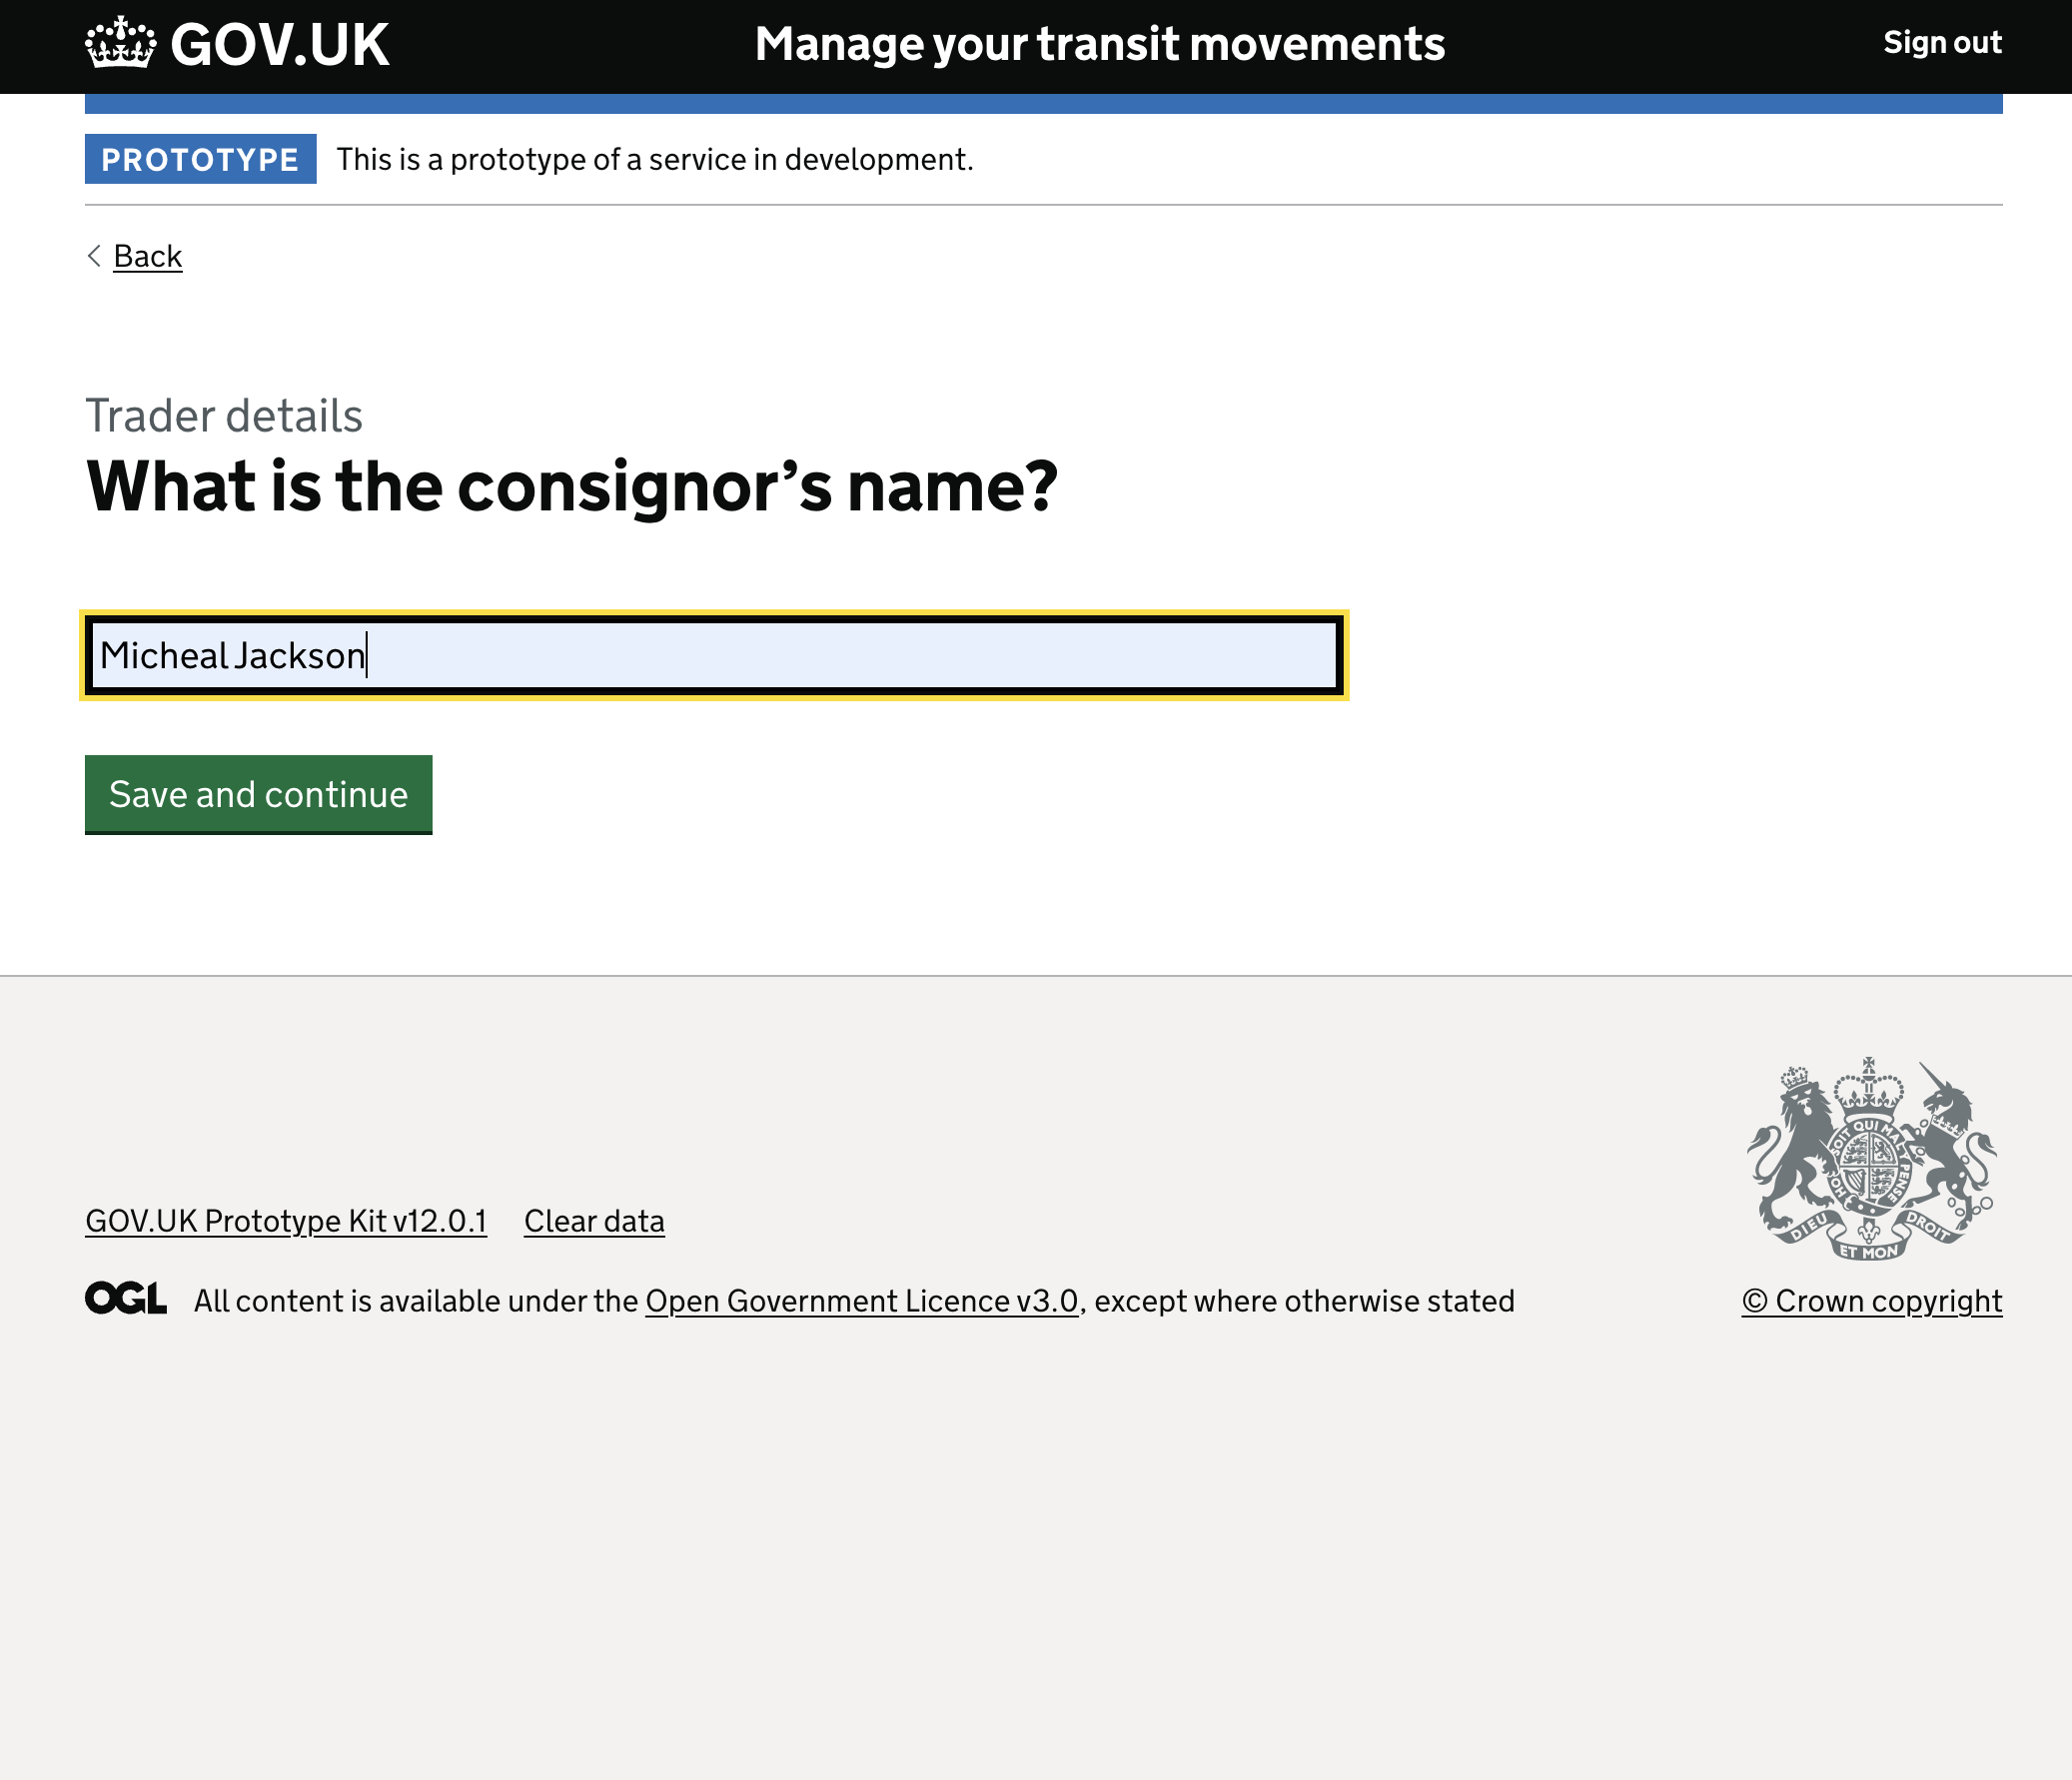 GOV.UK Manage your transit movements Sign out
PROTOTYPE This is a prototype of a service in development.
Back
Trader details
What is the consignor’s name?
Micheal Jackson
Save and continue
SOIT QUI MAL Y PENSE
HON
DIEU ET MON DROIT
GOV.UK Prototype Kit v12.0.1 Clear data
OGL All content is available under the Open Government Licence v3.0, except where otherwise stated
© Crown copyright